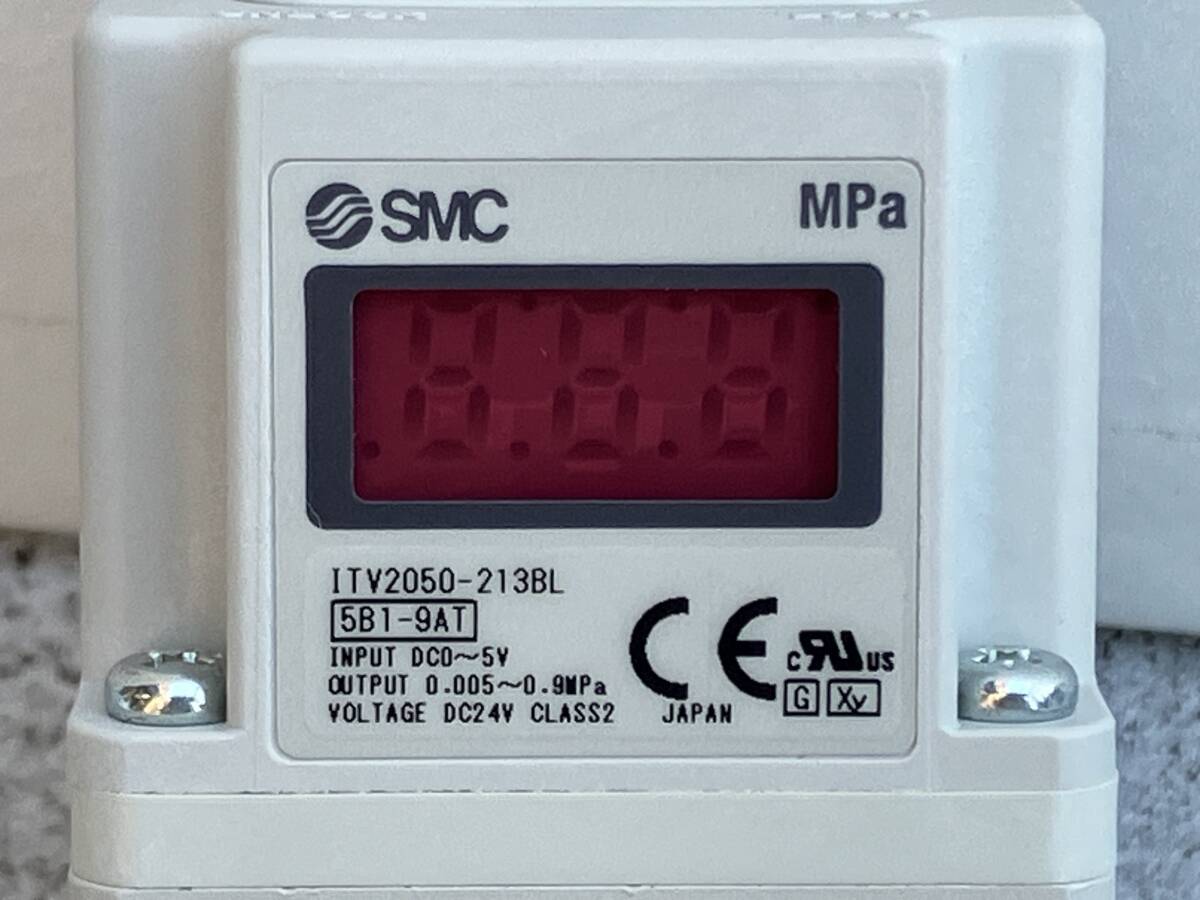 SMC
MPa
ITV2050-213BL
5B1-9AT
INPUT DC0~5V
OUTPUT 0.005~0.9MPa
VOLTAGE DC24V CLASS2
JAPAN
CE
c RU US
G Xy